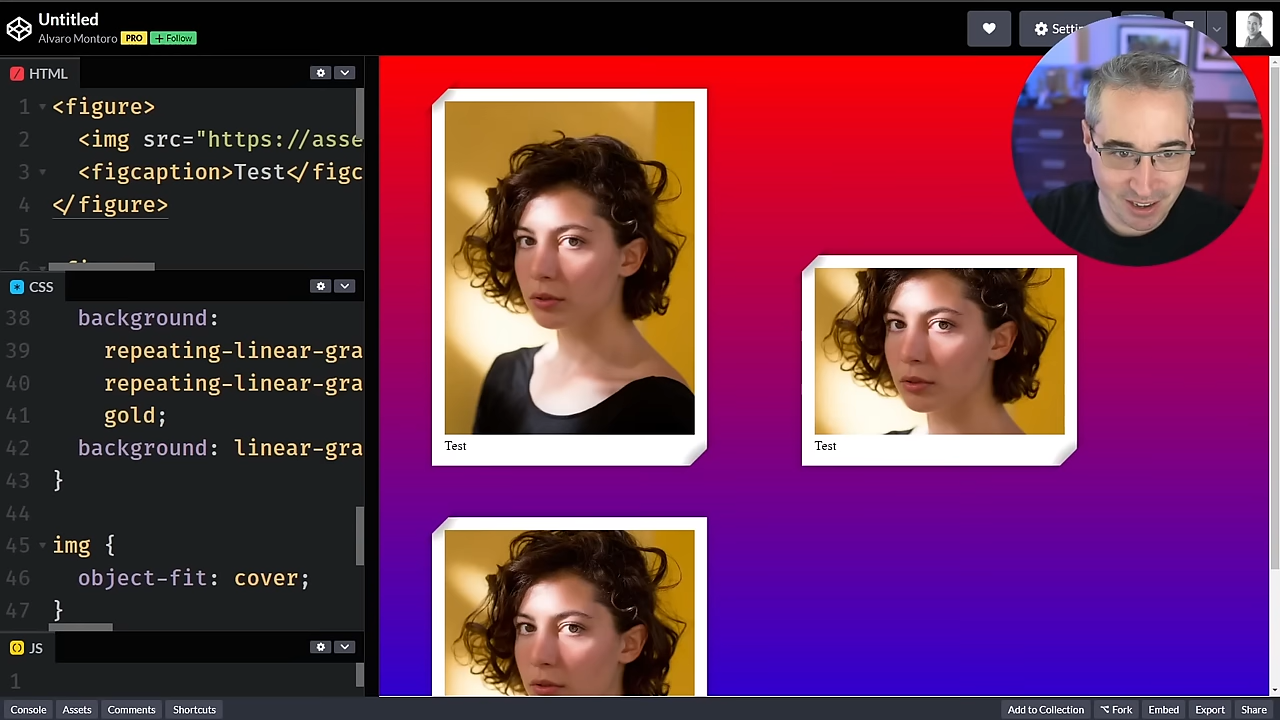 Untitled
Alvaro Montoro PRO + Follow
HTML
1 <figure>
2 <img src="https://asse
3 <figcaption>Test</figc
4 </figure>
5
6
CSS
38 background:
39 repeating-linear-gra
40 repeating-linear-gra
41 gold;
42 background: linear-gra
43 }
44
45 img {
46 object-fit: cover;
47 }
JS
1
Test
Test
Console Assets Comments Shortcuts
Add to Collection Fork Embed Export Share